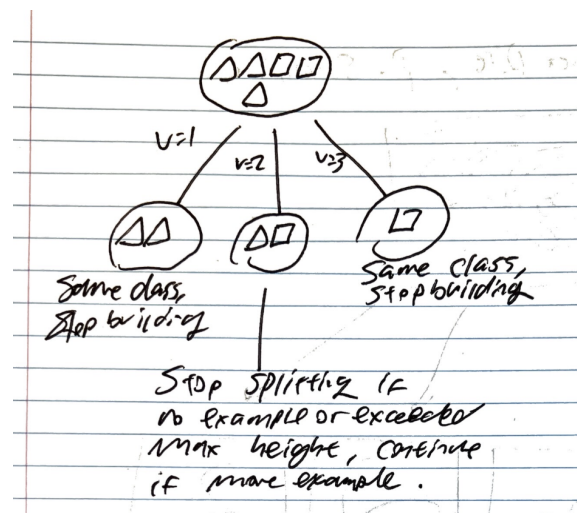 v=1
v=2
v=3
Same class,
Stop building
Same class,
Stop building
Stop splitting if
no example or exceeded
Max height, continue
if more example.